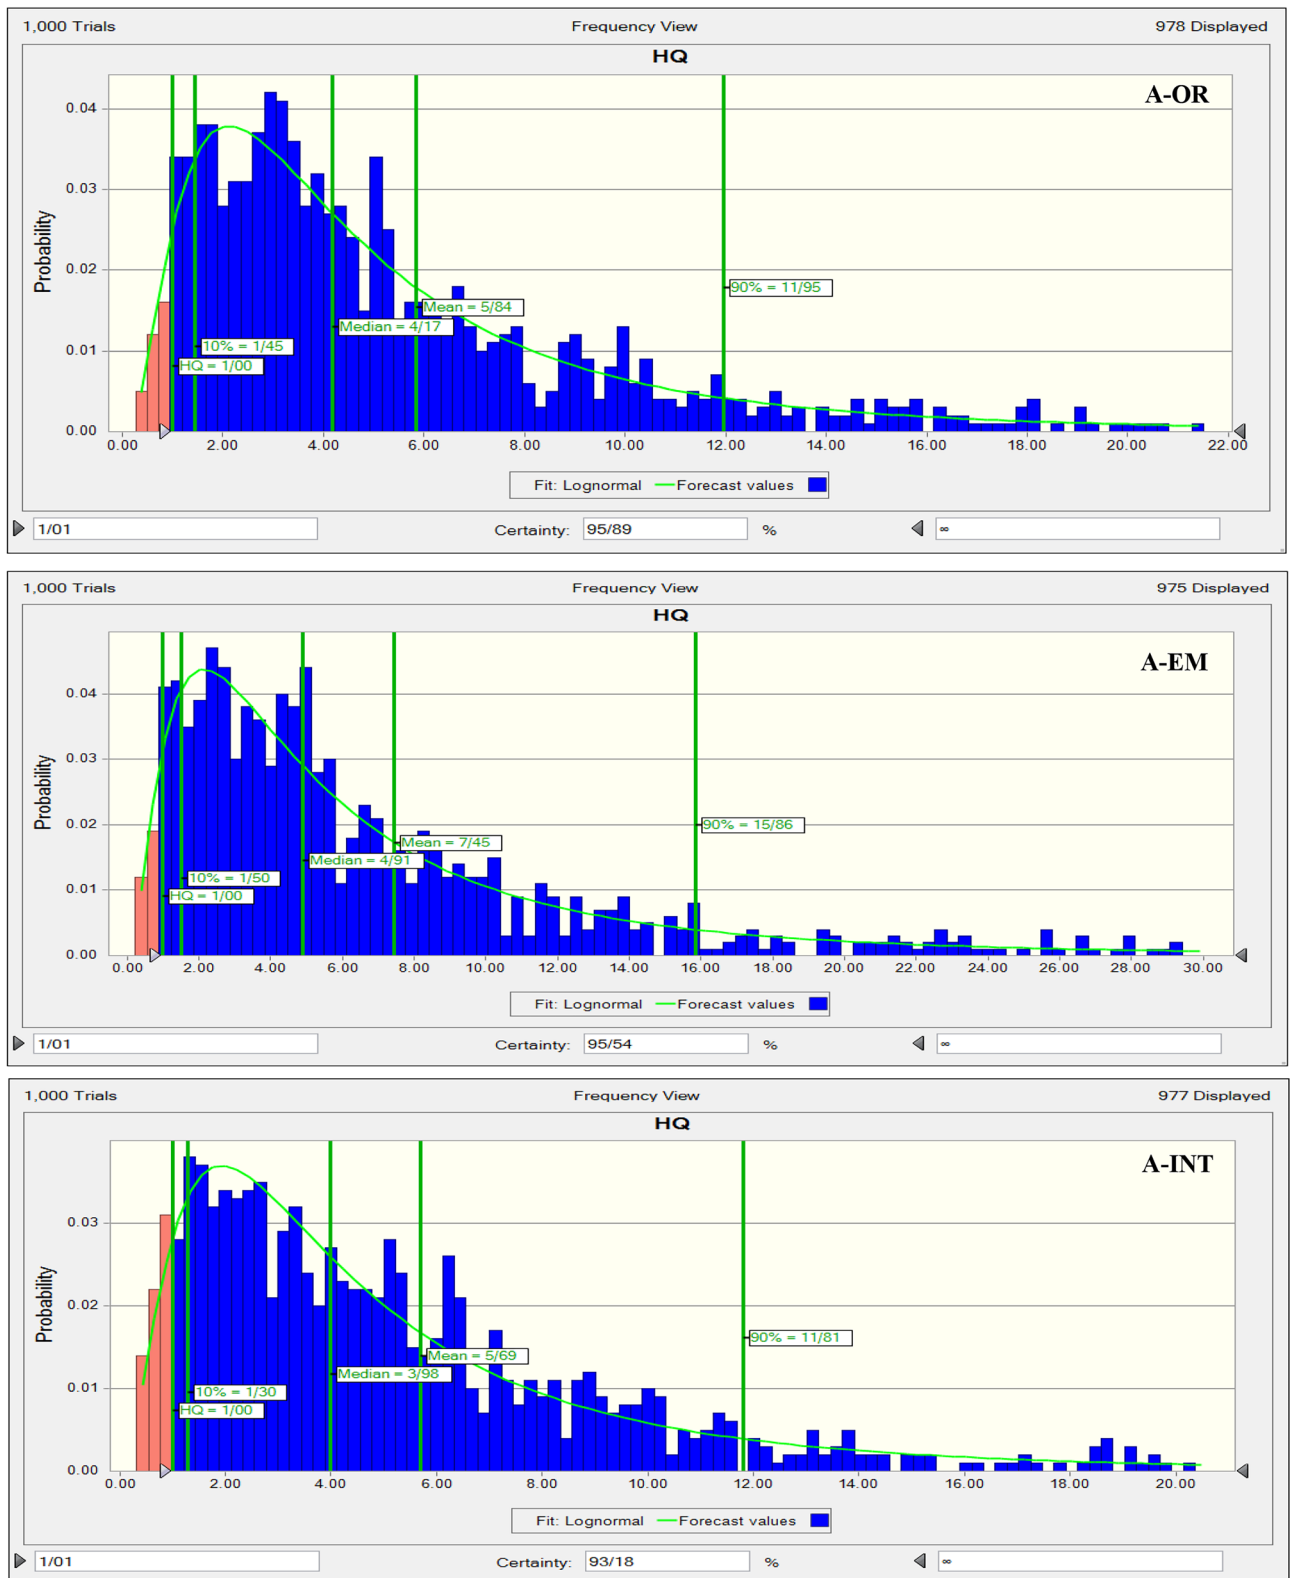 1,000 Trials Frequency View 978 Displayed
HQ
A-OR
0.04
0.03
0.02
0.01
0.00
Probability
90% = 11/95
Mean = 5/84
Median = 4/17
10% = 1/45
HQ = 1/00
0.00 2.00 4.00 6.00 8.00 10.00 12.00 14.00 16.00 18.00 20.00 22.00
Fit: Lognormal Forecast values
1/01 Certainty: 95/89 % ∞
1,000 Trials Frequency View 975 Displayed
HQ
A-EM
0.04
0.03
0.02
0.01
0.00
Probability
90% = 15/86
Mean = 7/45
Median = 4/91
10% = 1/50
HQ = 1/00
0.00 2.00 4.00 6.00 8.00 10.00 12.00 14.00 16.00 18.00 20.00 22.00 24.00 26.00 28.00 30.00
Fit: Lognormal Forecast values
1/01 Certainty: 95/54 % ∞
1,000 Trials Frequency View 977 Displayed
HQ
A-INT
0.03
0.02
0.01
0.00
Probability
90% = 11/81
Mean = 5/69
Median = 3/98
10% = 1/30
HQ = 1/00
0.00 2.00 4.00 6.00 8.00 10.00 12.00 14.00 16.00 18.00 20.00
Fit: Lognormal Forecast values
1/01 Certainty: 93/18 % ∞